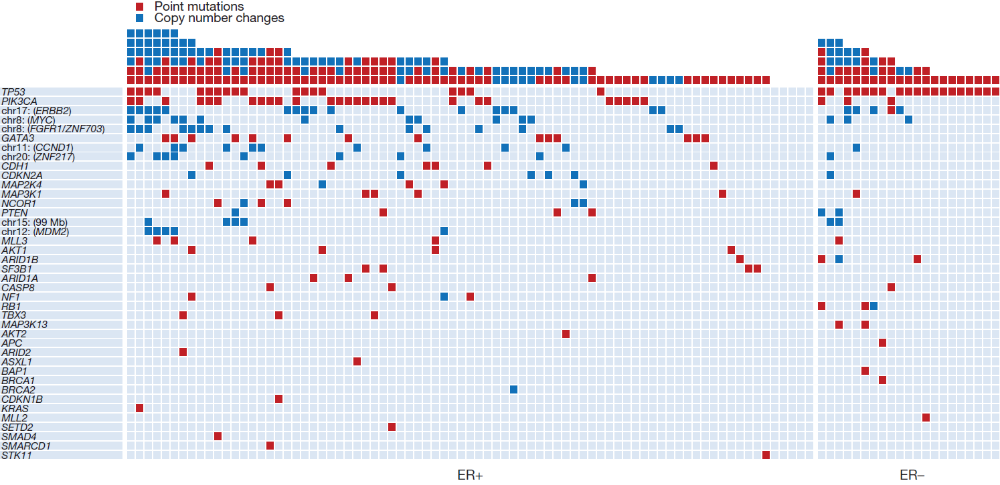 Point mutations
Copy number changes
TP53
PIK3CA
chr17: (ERBB2)
chr8: (MYC)
chr8: (FGFR1/ZNF703)
GATA3
chr11: (CCND1)
chr20: (ZNF217)
CDH1
CDKN2A
MAP2K4
MAP3K1
NCOR1
PTEN
chr15: (99 Mb)
chr12: (MDM2)
MLL3
AKT1
ARID1B
SF3B1
ARID1A
CASP8
NF1
RB1
TBX3
MAP3K13
AKT2
APC
ARID2
ASXL1
BAP1
BRCA1
BRCA2
CDKN1B
KRAS
MLL2
SETD2
SMAD4
SMARCD1
STK11
ER+
ER–